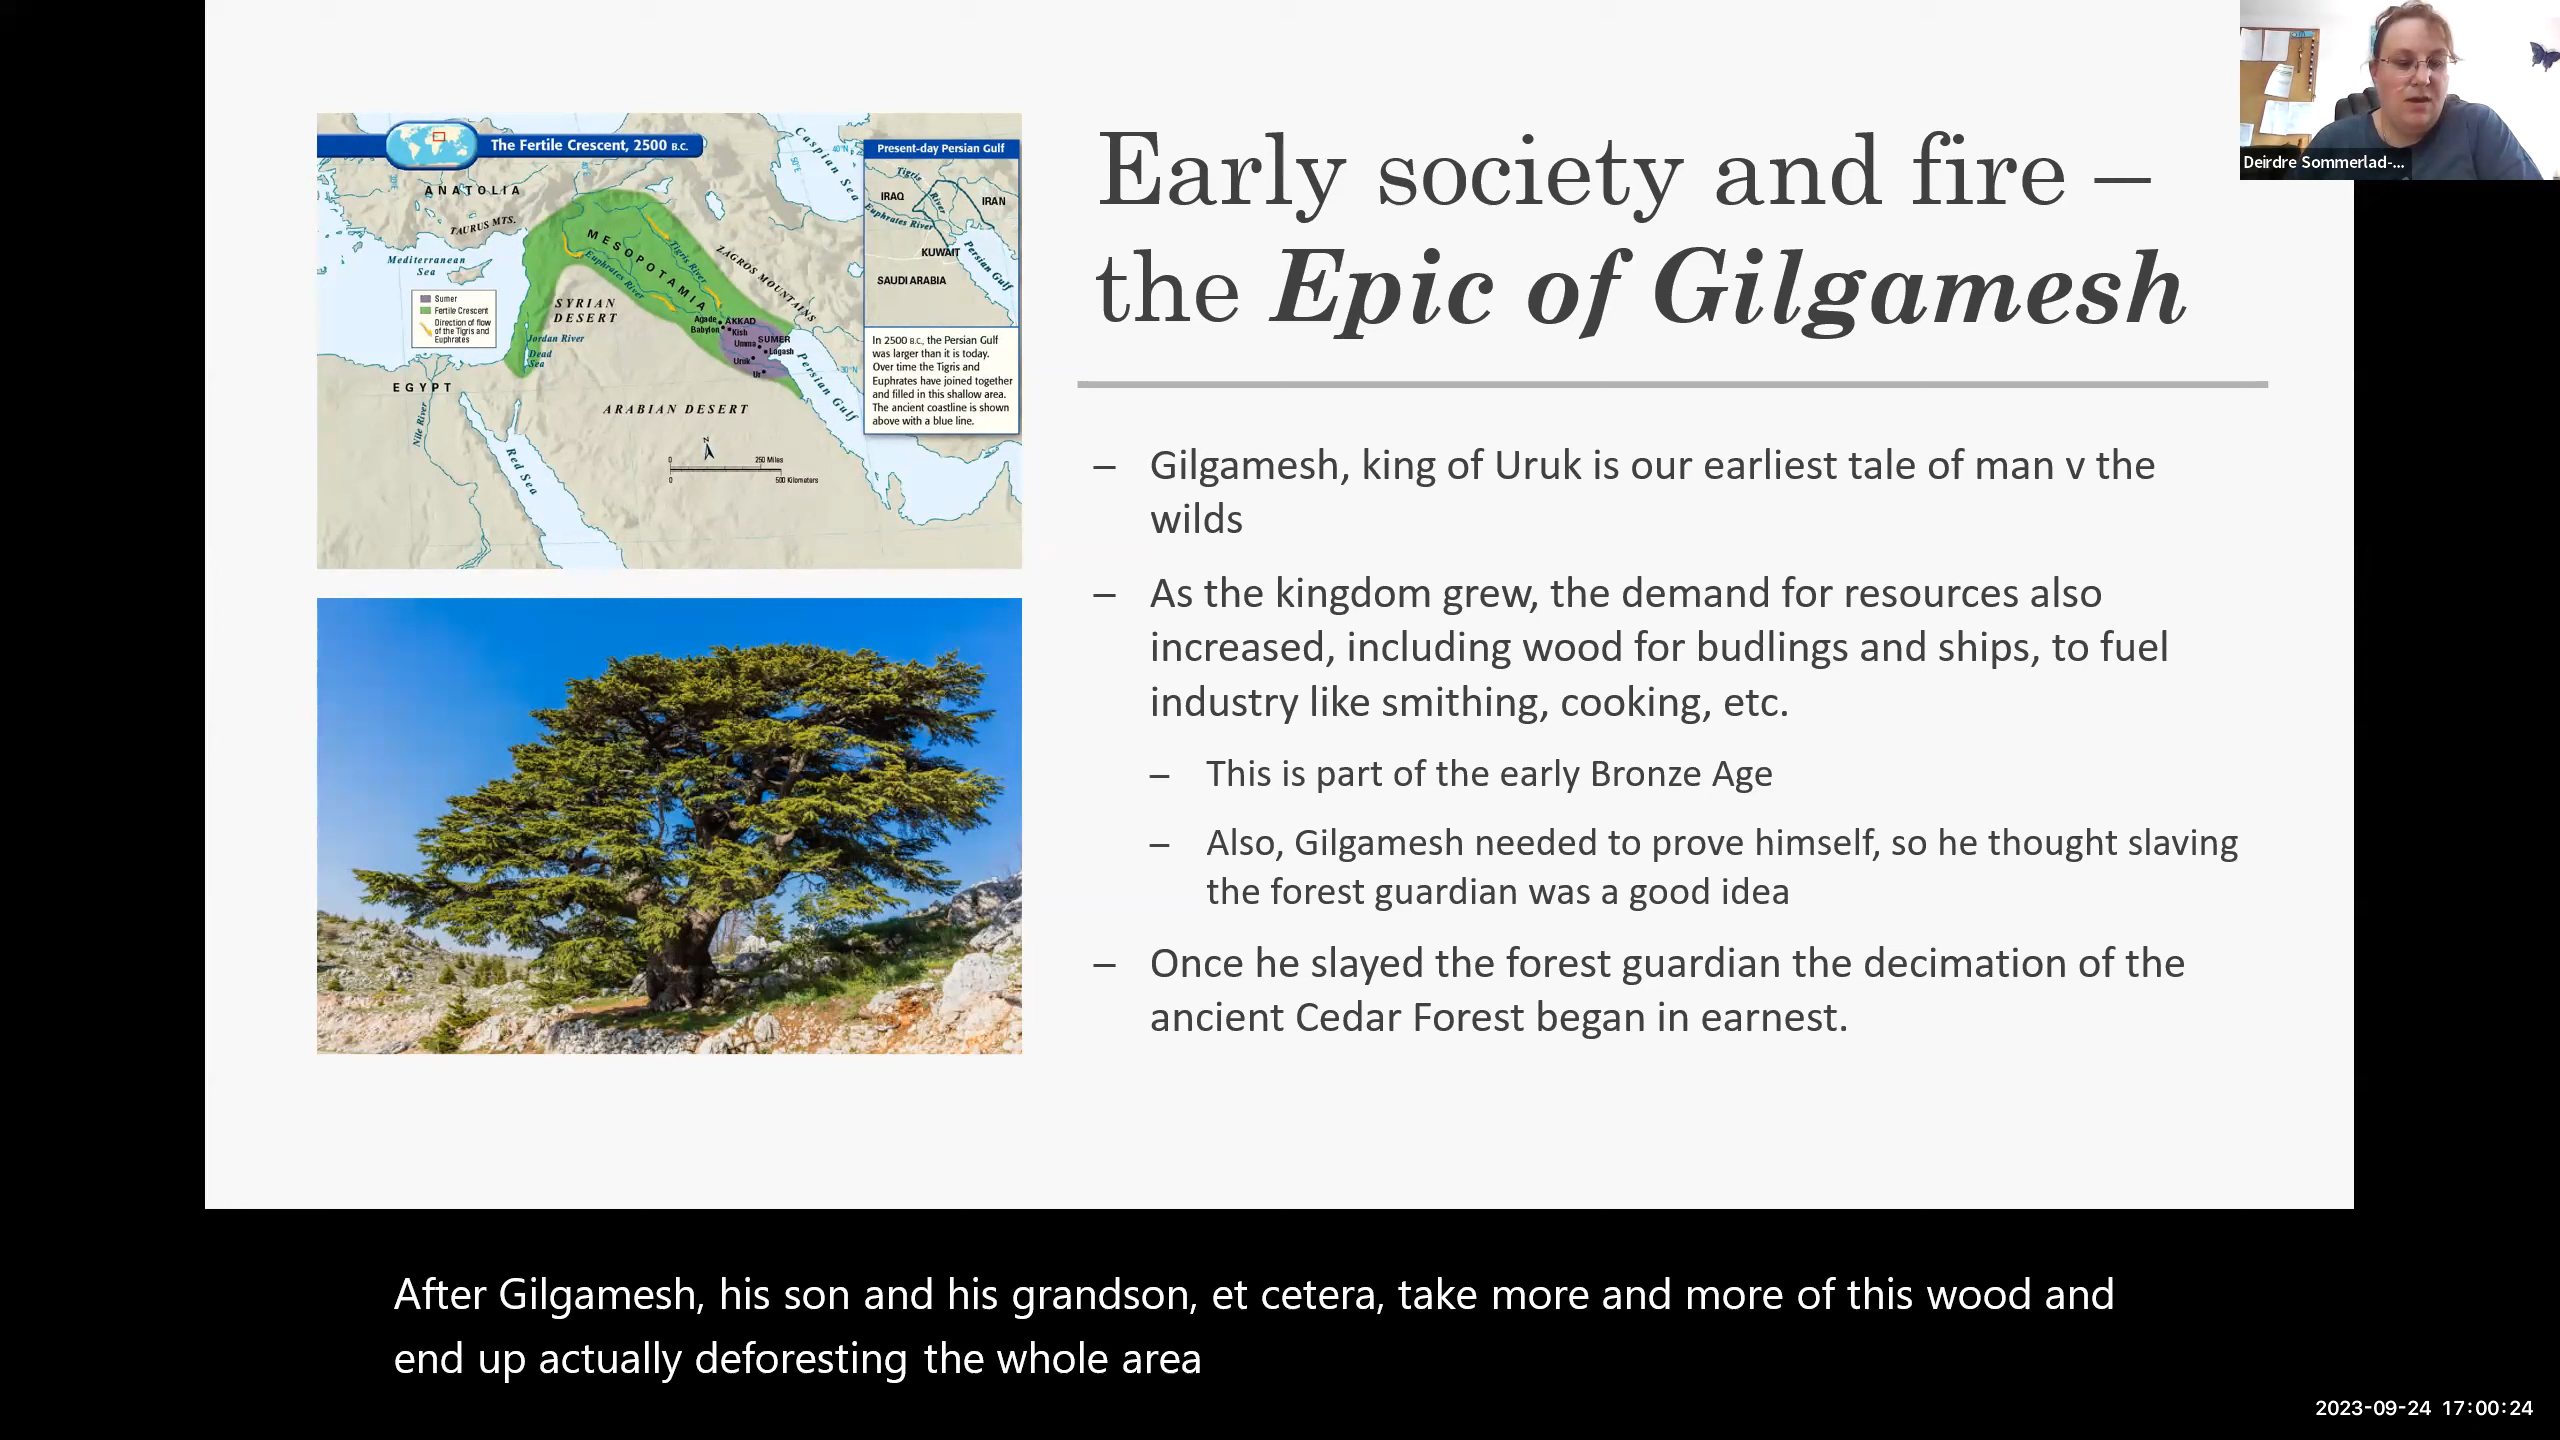 The Fertile Crescent, 2500 B.C.
ANATOLIA
TAURUS MTS.
Caspian Sea
40°N
50°E
Mediterranean
Sea
MESOPOTAMIA
Tigris River
Euphrates River
ZAGROS MOUNTAINS
Sumer
Fertile Crescent
Direction of flow
of the Tigris and
Euphrates
SYRIAN
DESERT
Jordan River
Dead
Sea
Agade
AKKAD
Babylon
Kish
Umma
SUMER
Lagash
Uruk
Ur
30°N
Persian Gulf
EGYPT
Nile River
Red Sea
ARABIAN DESERT
N
0 250 Miles
0 500 Kilometers
Present-day Persian Gulf
Tigris River
IRAQ
IRAN
Euphrates River
KUWAIT
Persian Gulf
SAUDI ARABIA
In 2500 B.C., the Persian Gulf
was larger than it is today.
Over time the Tigris and
Euphrates have joined together
and filled in this shallow area.
The ancient coastline is shown
above with a blue line.
Early society and fire –
the Epic of Gilgamesh
– Gilgamesh, king of Uruk is our earliest tale of man v the
wilds
– As the kingdom grew, the demand for resources also
increased, including wood for budlings and ships, to fuel
industry like smithing, cooking, etc.
– This is part of the early Bronze Age
– Also, Gilgamesh needed to prove himself, so he thought slaving
the forest guardian was a good idea
– Once he slayed the forest guardian the decimation of the
ancient Cedar Forest began in earnest.
Deirdre Sommerlad-...
After Gilgamesh, his son and his grandson, et cetera, take more and more of this wood and
end up actually deforesting the whole area
2023-09-24 17:00:24